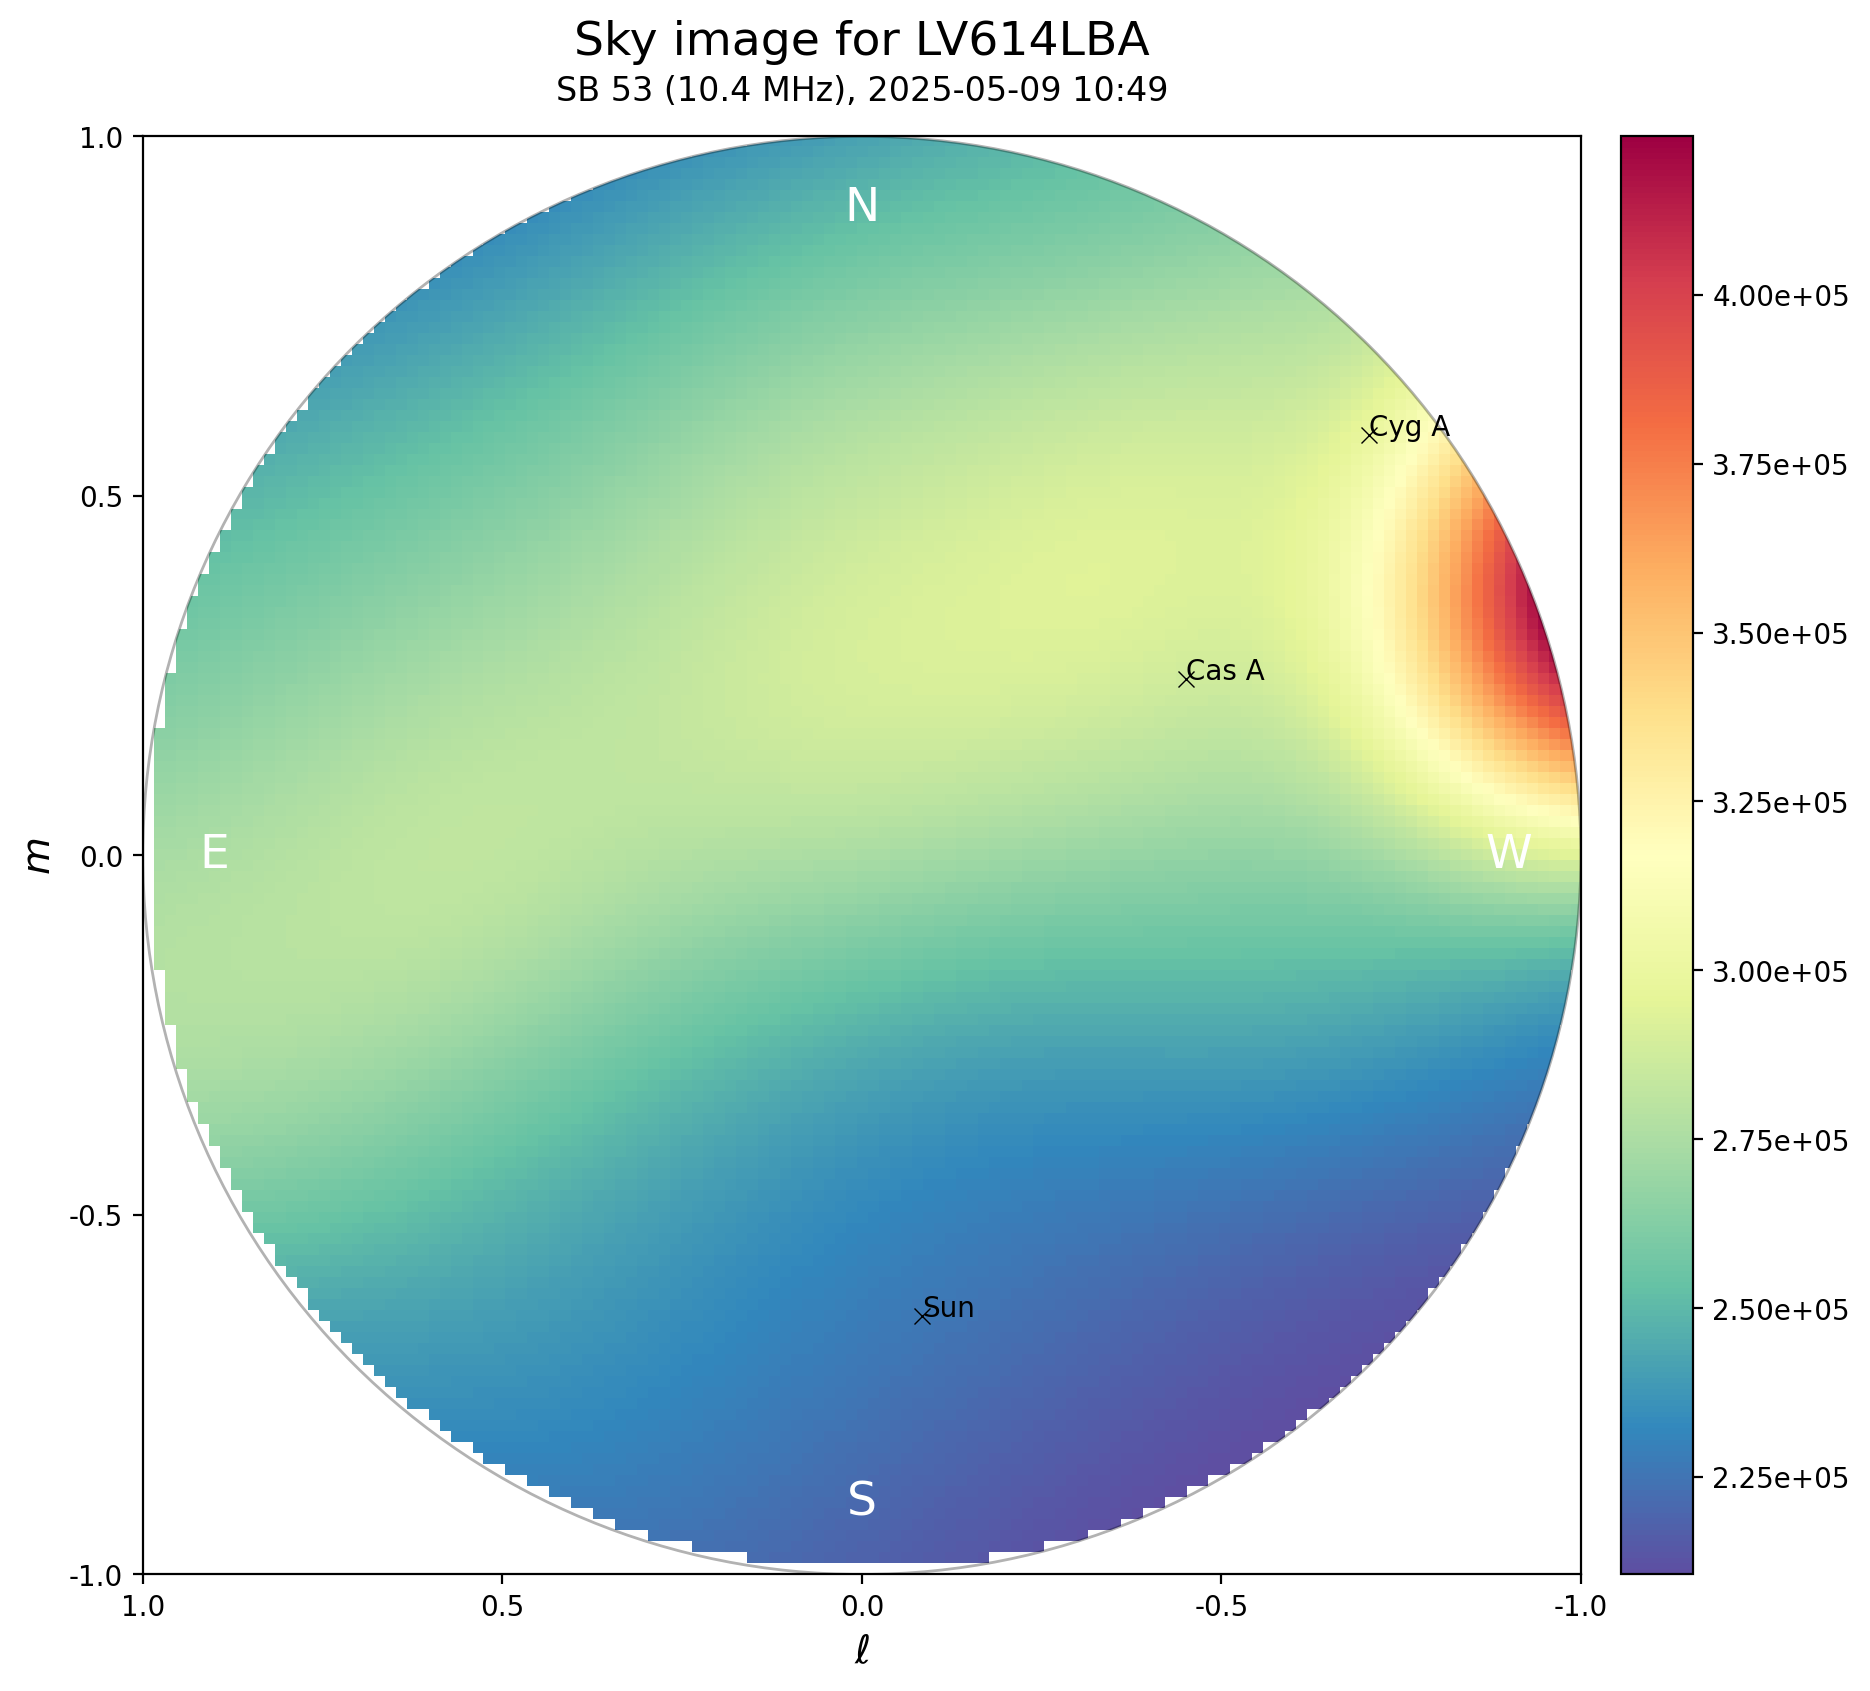 Sky image for LV614LBA
SB 53 (10.4 MHz), 2025-05-09 10:49
1.0
0.5
0.0
-0.5
-1.0
m
N
Cyg A
Cas A
E
W
Sun
S
1.0
0.5
0.0
-0.5
-1.0
ℓ
4.00e+05
3.75e+05
3.50e+05
3.25e+05
3.00e+05
2.75e+05
2.50e+05
2.25e+05